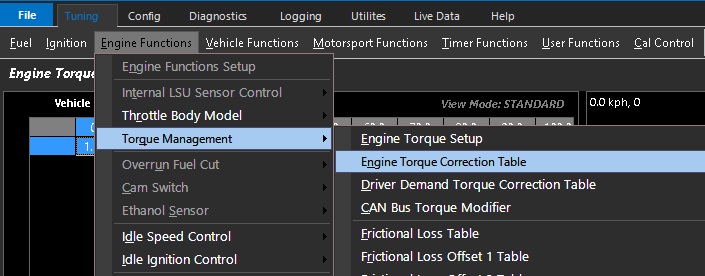 File Tuning Config Diagnostics Logging Utilites Live Data Help
Fuel Ignition Engine Functions Vehicle Functions Motorsport Functions Timer Functions User Functions Cal Control
Engine Torqu
Engine Functions Setup
Vehicle
Internal LSU Sensor Control
View Mode: STANDARD
0.0 kph, 0
Throttle Body Model
Torque Management
1.
Engine Torque Setup
Overrun Fuel Cut
Engine Torque Correction Table
Cam Switch
Driver Demand Torque Correction Table
Ethanol Sensor
CAN Bus Torque Modifier
Idle Speed Control
Frictional Loss Table
Idle Ignition Control
Frictional Loss Offset 1 Table